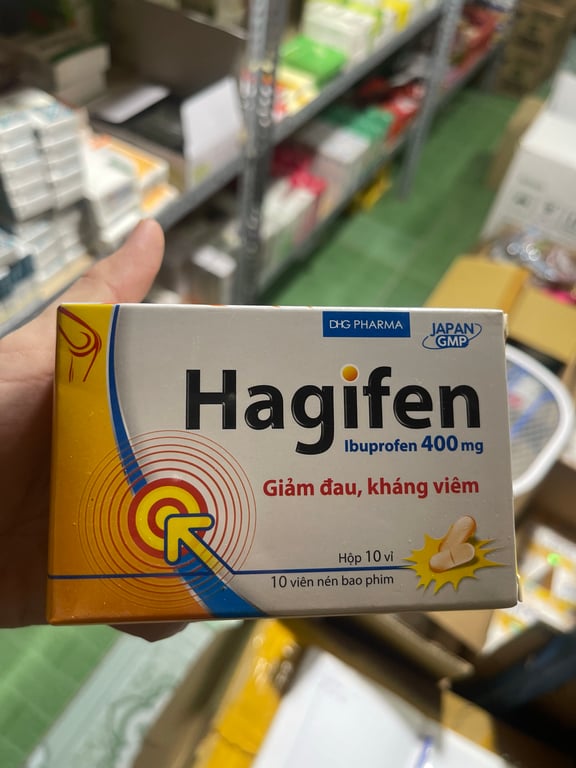 DHG PHARMA
JAPAN
GMP
Hagifen
Ibuprofen 400 mg
Giảm đau, kháng viêm
Hộp 10 vỉ
10 viên nén bao phim